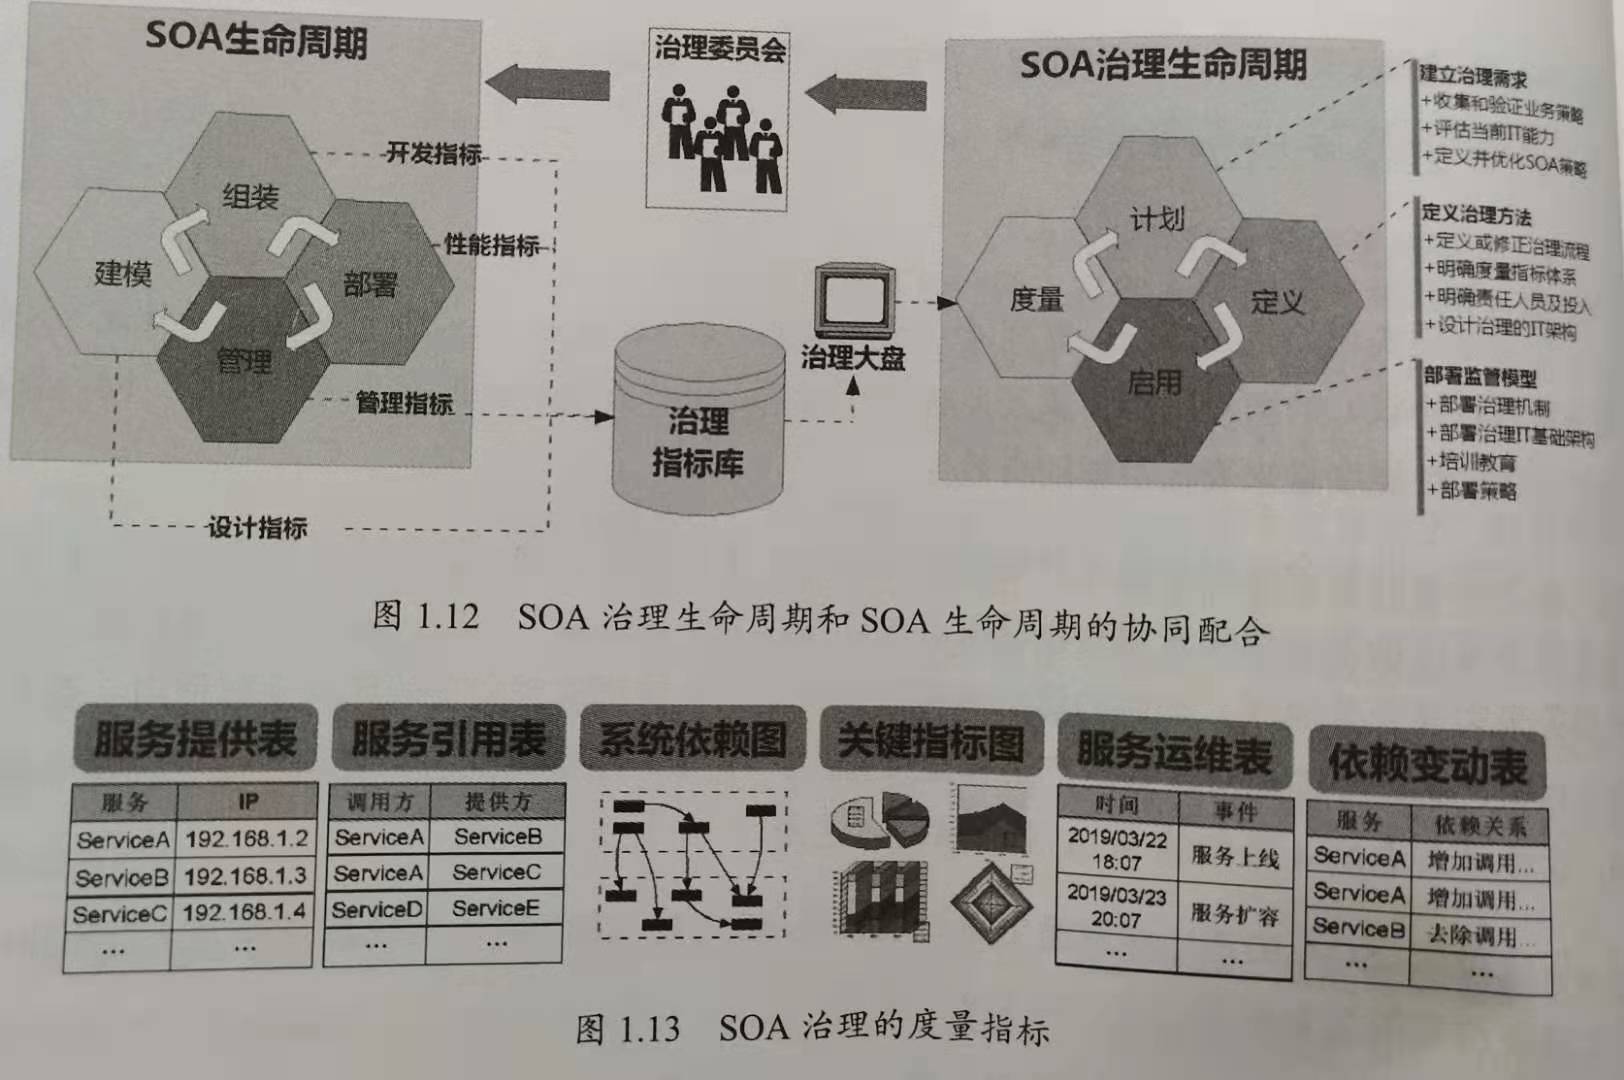 SOA生命周期
组装
建模
部署
管理
开发指标
性能指标
管理指标
设计指标
治理委员会
治理
指标库
治理大盘
SOA治理生命周期
计划
度量
定义
启用
建立治理需求
+收集和验证业务策略
+评估当前IT能力
+定义并优化SOA策略
定义治理方法
+定义或修正治理流程
+明确度量指标体系
+明确责任人员及投入
+设计治理的IT架构
部署监管模型
+部署治理机制
+部署治理IT基础架构
+培训教育
+部署策略
图 1.12 SOA 治理生命周期和 SOA 生命周期的协同配合
服务提供表
服务 IP
ServiceA 192.168.1.2
ServiceB 192.168.1.3
ServiceC 192.168.1.4
... ...
服务引用表
调用方 提供方
ServiceA ServiceB
ServiceA ServiceC
ServiceD ServiceE
... ...
系统依赖图
关键指标图
服务运维表
时间 事件
2019/03/22
18:07 服务上线
2019/03/23
20:07 服务扩容
... ...
依赖变动表
服务 依赖关系
ServiceA 增加调用...
ServiceA 增加调用...
ServiceB 去除调用...
... ...
图 1.13 SOA 治理的度量指标